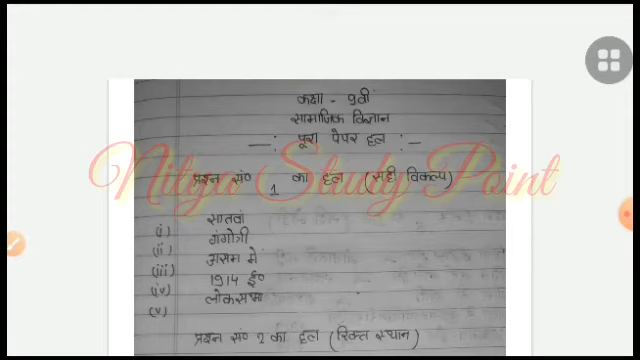 कक्षा - 9वी
सामाजिक विज्ञान
—: पूरा पेपर हल :—
Nitya Study Point
प्रश्न सं० 1 का हल (सही विकल्प)
(i) सातवां
(ii) गंगोत्री
(iii) असम में
(iv) 1914 ई०
(v) लोकसभा
प्रश्न सं० 2 का हल (रिक्त स्थान)